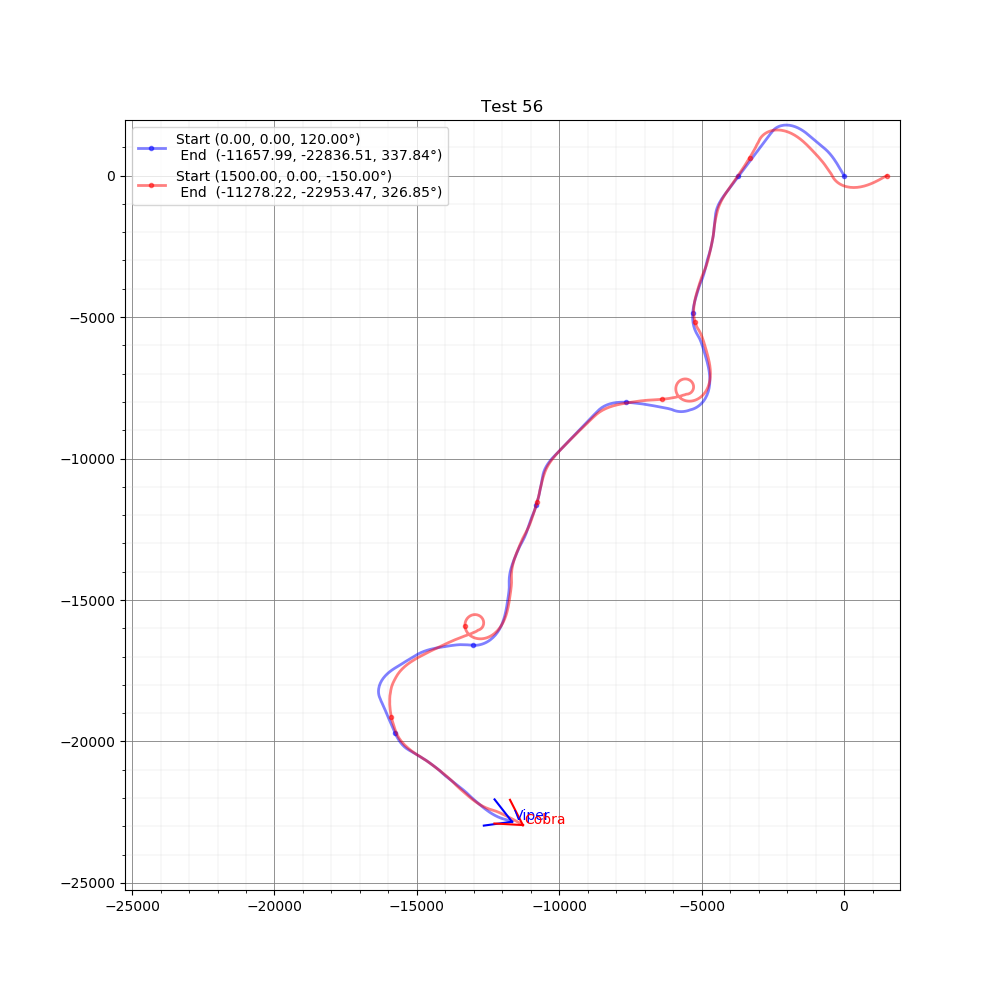 Test 56
Start (0.00, 0.00, 120.00°)
End (-11657.99, -22836.51, 337.84°)
Start (1500.00, 0.00, -150.00°)
End (-11278.22, -22953.47, 326.85°)
0
−5000
−10000
−15000
−20000
−25000
Viper
Cobra
−25000 −20000 −15000 −10000 −5000 0